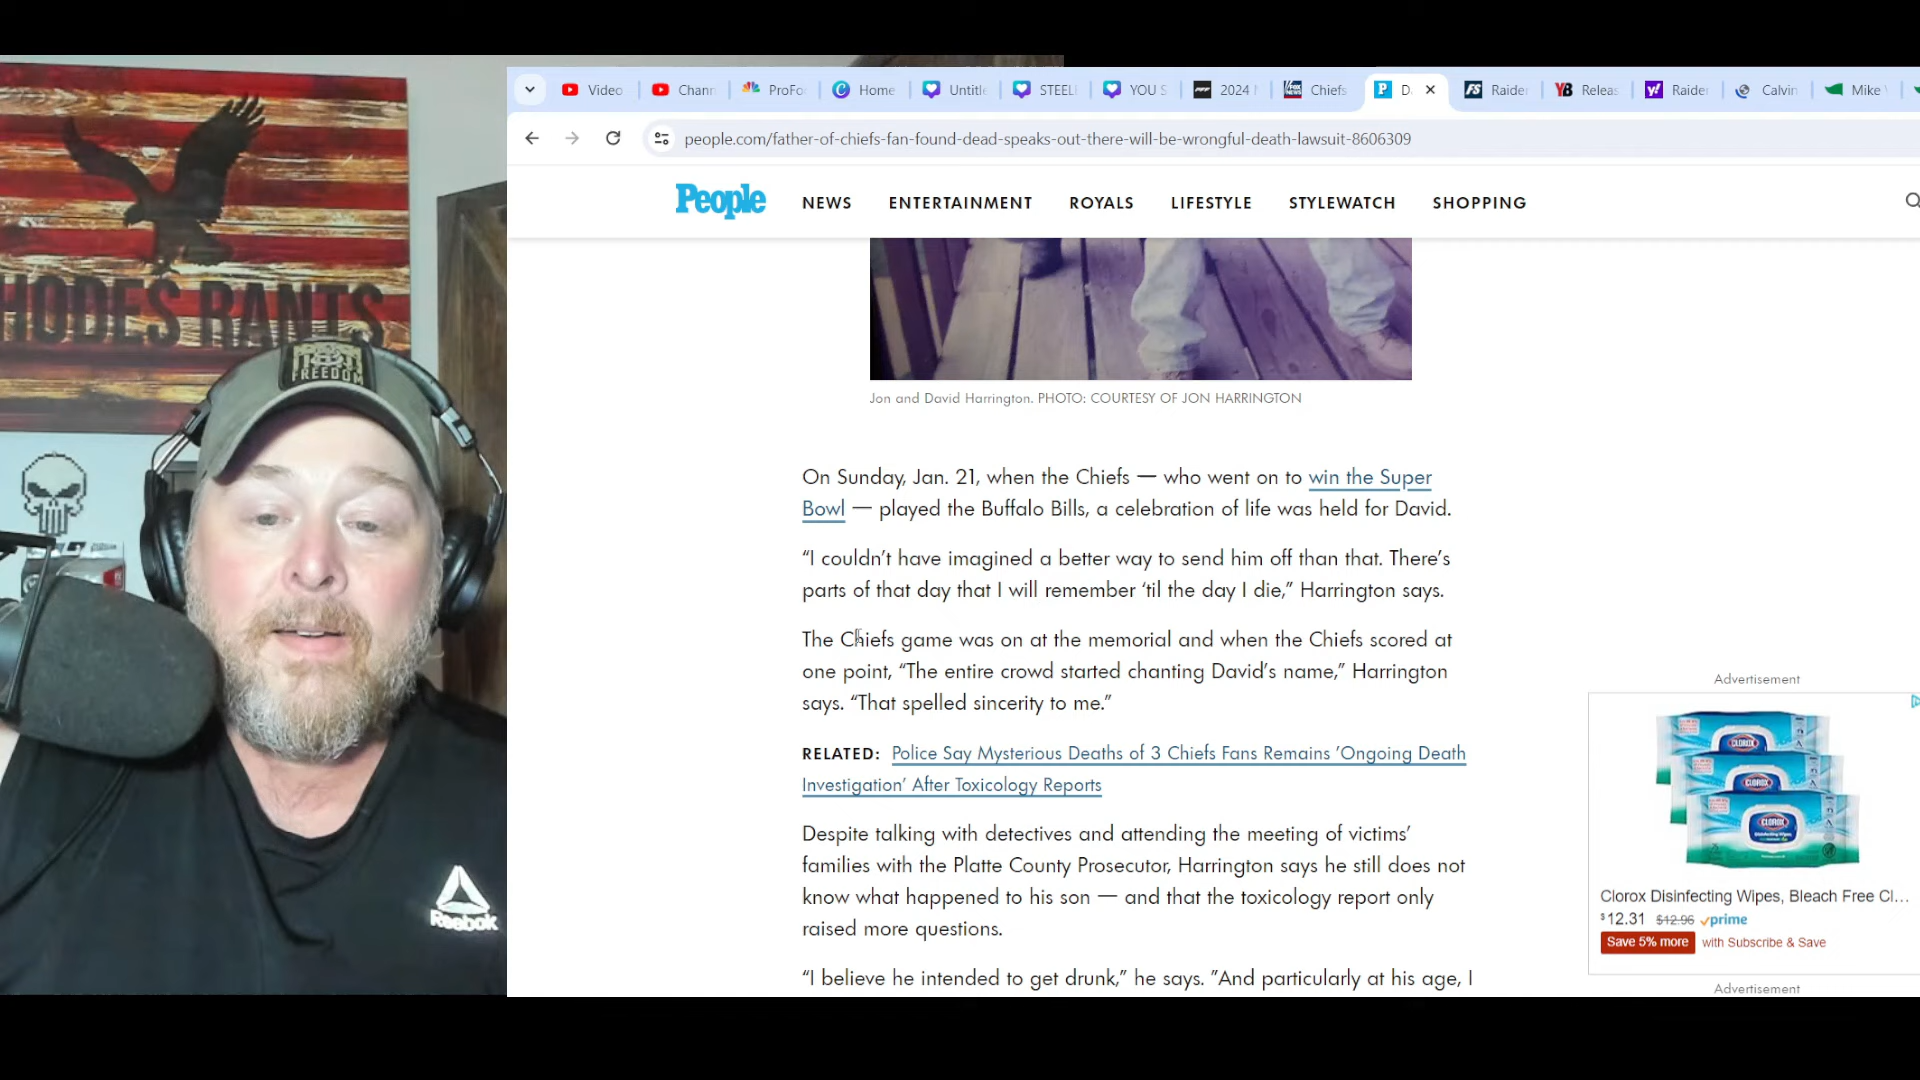 Video
Chann
ProFo
Home
Untitle
STEEL
YOU S
2024
Chiefs
D
Raider
Releas
Raider
Calvin
Mike
people.com/father-of-chiefs-fan-found-dead-speaks-out-there-will-be-wrongful-death-lawsuit-8606309
People NEWS ENTERTAINMENT ROYALS LIFESTYLE STYLEWATCH SHOPPING
HODES RANTS
FREEDOM
Reebok
Jon and David Harrington. PHOTO: COURTESY OF JON HARRINGTON
On Sunday, Jan. 21, when the Chiefs — who went on to win the Super
Bowl — played the Buffalo Bills, a celebration of life was held for David.
“I couldn’t have imagined a better way to send him off than that. There’s
parts of that day that I will remember ‘til the day I die,” Harrington says.
The Chiefs game was on at the memorial and when the Chiefs scored at
one point, “The entire crowd started chanting David’s name,” Harrington
says. “That spelled sincerity to me.”
RELATED: Police Say Mysterious Deaths of 3 Chiefs Fans Remains ‘Ongoing Death
Investigation’ After Toxicology Reports
Despite talking with detectives and attending the meeting of victims’
families with the Platte County Prosecutor, Harrington says he still does not
know what happened to his son — and that the toxicology report only
raised more questions.
“I believe he intended to get drunk,” he says. ”And particularly at his age, I
Advertisement
CLOROX
CLOROX
CLOROX
Clorox Disinfecting Wipes, Bleach Free Cl...
$12.31 $12.96 prime
Save 5% more with Subscribe & Save
Advertisement